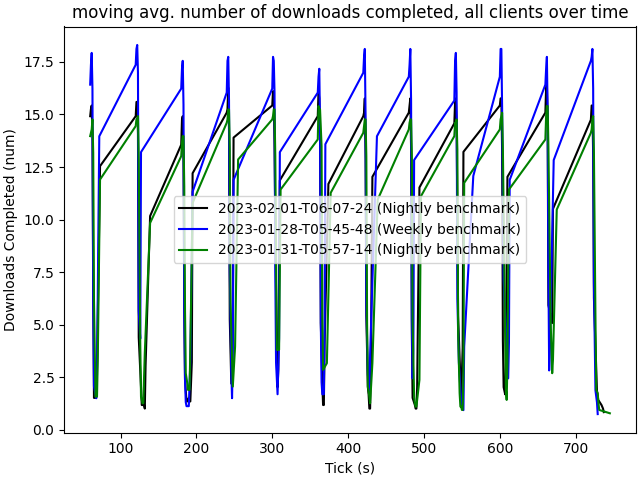 moving avg. number of downloads completed, all clients over time
Downloads Completed (num)
17.5
15.0
12.5
10.0
7.5
5.0
2.5
0.0
2023-02-01-T06-07-24 (Nightly benchmark)
2023-01-28-T05-45-48 (Weekly benchmark)
2023-01-31-T05-57-14 (Nightly benchmark)
100 200 300 400 500 600 700
Tick (s)